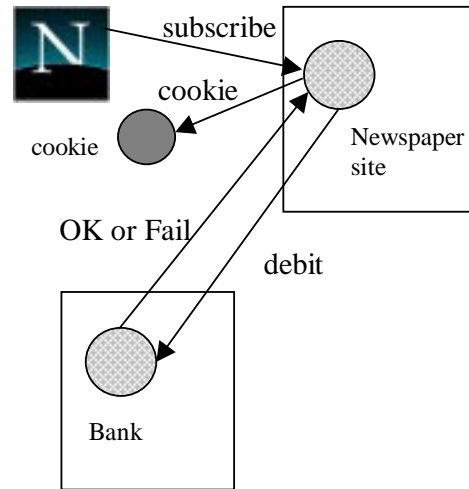 N
subscribe
cookie
cookie
Newspaper
site
OK or Fail
debit
Bank